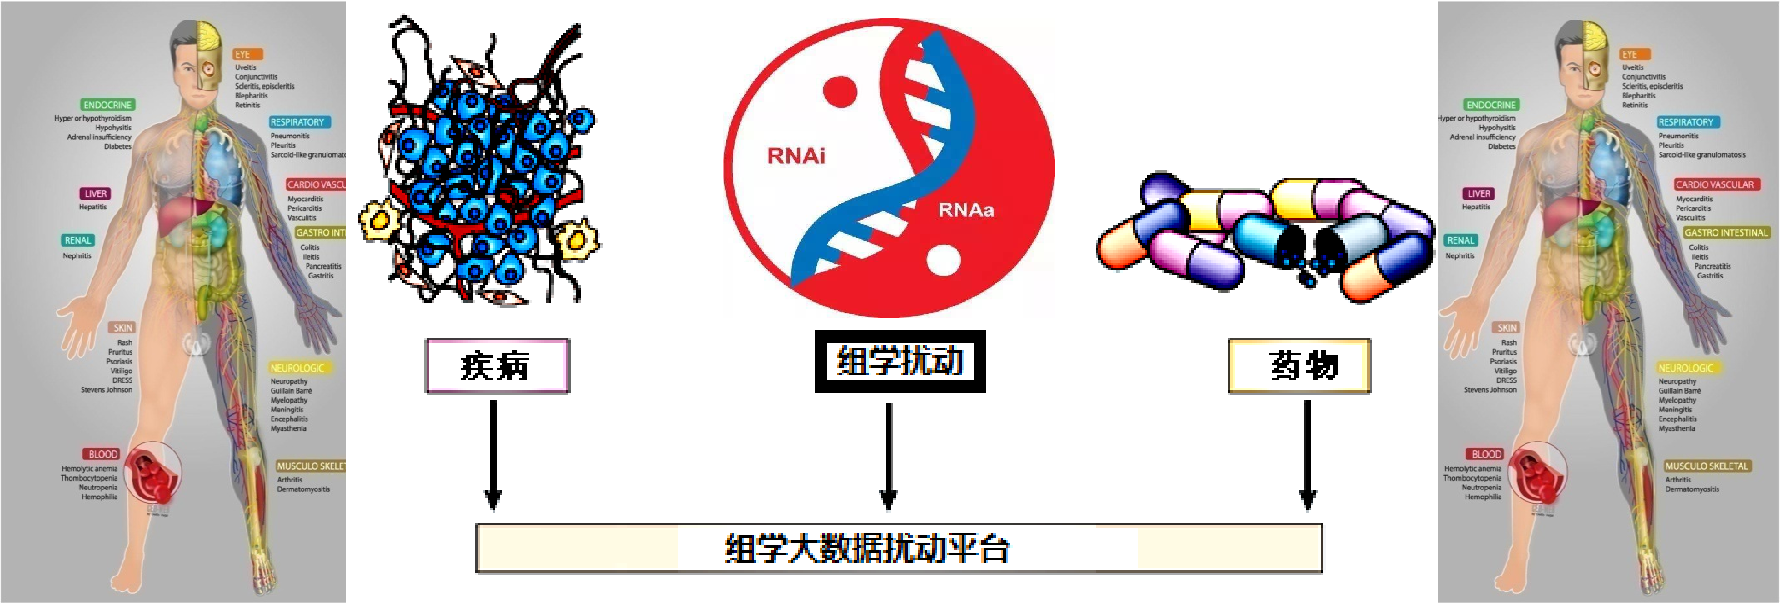 EYE
Uveitis
Conjunctivitis
Scleritis, episcleritis
Blepharitis
Retinitis
ENDOCRINE
Hyper or hypothyroidism
Hypohysitis
Adrenal insufficiency
Diabetes
RESPIRATORY
Pneumonitis
Pleuritis
Sarcoid-like granulomato
LIVER
Hepatitis
CARDIO VASCU
Myocarditis
Pericarditis
Vasculitis
RENAL
Nephritis
GASTRO INT
Colitis
Ileitis
Pancreatitis
Gastritis
SKIN
Rash
Pruritus
Psoriasis
Vitiligo
DRESS
Stevens Johnson
NEUROLOGIC
Neuropathy
Guillain Barré
Myelopathy
Meningitis
Encephalitis
Myasthenia
BLOOD
Hemolytic anemia
Thombocytopenia
Neutropenia
Hemophilia
MUSCULO SKELET
Arthritis
Dermatomyositis
RNAi
RNAa
疾病
组学扰动
药物
组学大数据扰动平台
EYE
Uveitis
Conjunctivitis
Scleritis, episcleritis
Blepharitis
Retinitis
ENDOCRINE
Hyper or hypothyroidism
Hypohysitis
Adrenal insufficiency
Diabetes
RESPIRATORY
Pneumonitis
Pleuritis
Sarcoid-like granulomatosis
LIVER
Hepatitis
CARDIO VASCULAR
Myocarditis
Pericarditis
Vasculitis
RENAL
Nephritis
GASTRO INTESTINAL
Colitis
Ileitis
Pancreatitis
Gastritis
SKIN
Rash
Pruritus
Psoriasis
Vitiligo
DRESS
Stevens Johnson
NEUROLOGIC
Neuropathy
Guillain Barré
Myelopathy
Meningitis
Encephalitis
Myasthenia
BLOOD
Hemolytic anemia
Thombocytopenia
Neutropenia
Hemophilia
MUSCULO SKELETAL
Arthritis
Dermatomyositis